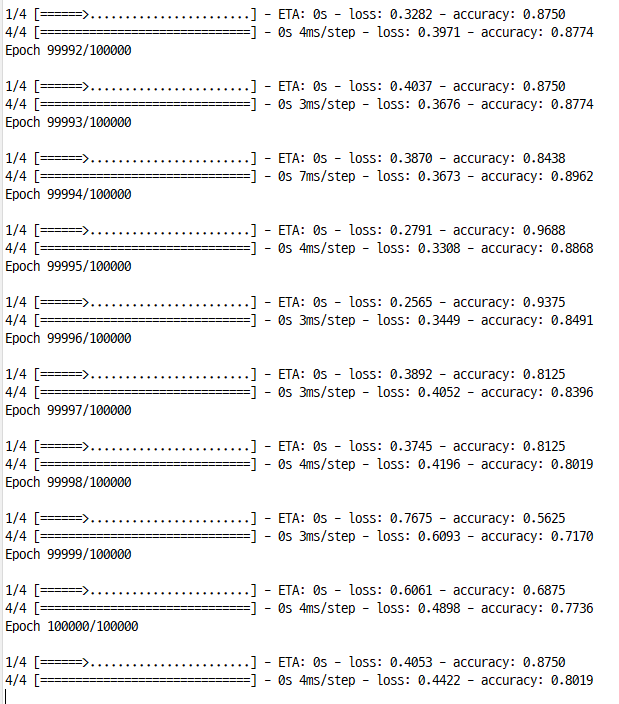 1/4 [======>.......................] - ETA: 0s - loss: 0.3282 - accuracy: 0.8750
4/4 [==============================] - 0s 4ms/step - loss: 0.3971 - accuracy: 0.8774
Epoch 99992/100000
1/4 [======>.......................] - ETA: 0s - loss: 0.4037 - accuracy: 0.8750
4/4 [==============================] - 0s 3ms/step - loss: 0.3676 - accuracy: 0.8774
Epoch 99993/100000
1/4 [======>.......................] - ETA: 0s - loss: 0.3870 - accuracy: 0.8438
4/4 [==============================] - 0s 7ms/step - loss: 0.3673 - accuracy: 0.8962
Epoch 99994/100000
1/4 [======>.......................] - ETA: 0s - loss: 0.2791 - accuracy: 0.9688
4/4 [==============================] - 0s 4ms/step - loss: 0.3308 - accuracy: 0.8868
Epoch 99995/100000
1/4 [======>.......................] - ETA: 0s - loss: 0.2565 - accuracy: 0.9375
4/4 [==============================] - 0s 3ms/step - loss: 0.3449 - accuracy: 0.8491
Epoch 99996/100000
1/4 [======>.......................] - ETA: 0s - loss: 0.3892 - accuracy: 0.8125
4/4 [==============================] - 0s 3ms/step - loss: 0.4052 - accuracy: 0.8396
Epoch 99997/100000
1/4 [======>.......................] - ETA: 0s - loss: 0.3745 - accuracy: 0.8125
4/4 [==============================] - 0s 4ms/step - loss: 0.4196 - accuracy: 0.8019
Epoch 99998/100000
1/4 [======>.......................] - ETA: 0s - loss: 0.7675 - accuracy: 0.5625
4/4 [==============================] - 0s 3ms/step - loss: 0.6093 - accuracy: 0.7170
Epoch 99999/100000
1/4 [======>.......................] - ETA: 0s - loss: 0.6061 - accuracy: 0.6875
4/4 [==============================] - 0s 4ms/step - loss: 0.4898 - accuracy: 0.7736
Epoch 100000/100000
1/4 [======>.......................] - ETA: 0s - loss: 0.4053 - accuracy: 0.8750
4/4 [==============================] - 0s 4ms/step - loss: 0.4422 - accuracy: 0.8019